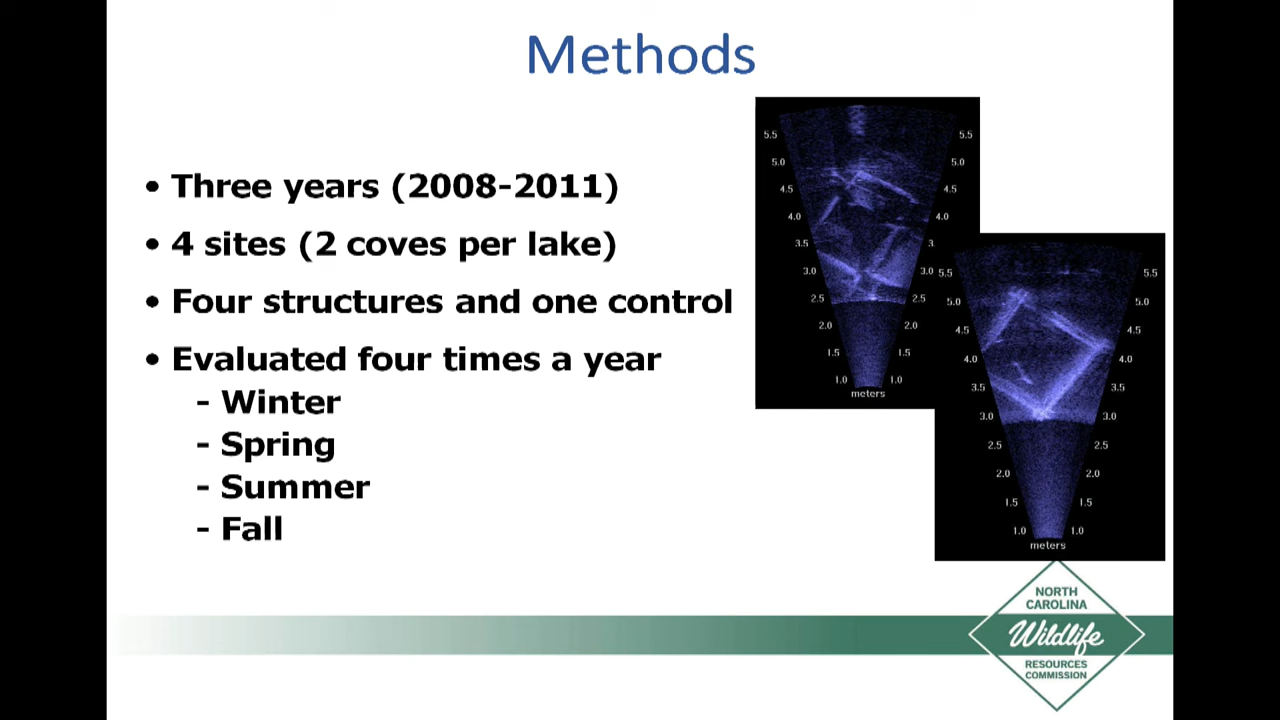 Methods
• Three years (2008-2011)
• 4 sites (2 coves per lake)
• Four structures and one control
• Evaluated four times a year
- Winter
- Spring
- Summer
- Fall
5.5 5.5
5.0 5.0
4.5 4.5
4.0 4.0
3.5 3
3.0 3.0
2.5 2.5
2.0 2.0
1.5 1.5
1.0 1.0
meters
5.5 5.5
5.0 5.0
4.5 4.5
4.0 4.0
3.5 3.5
3.0 3.0
2.5 2.5
2.0 2.0
1.5 1.5
1.0 1.0
meters
NORTH
CAROLINA
Wildlife
RESOURCES
COMMISSION